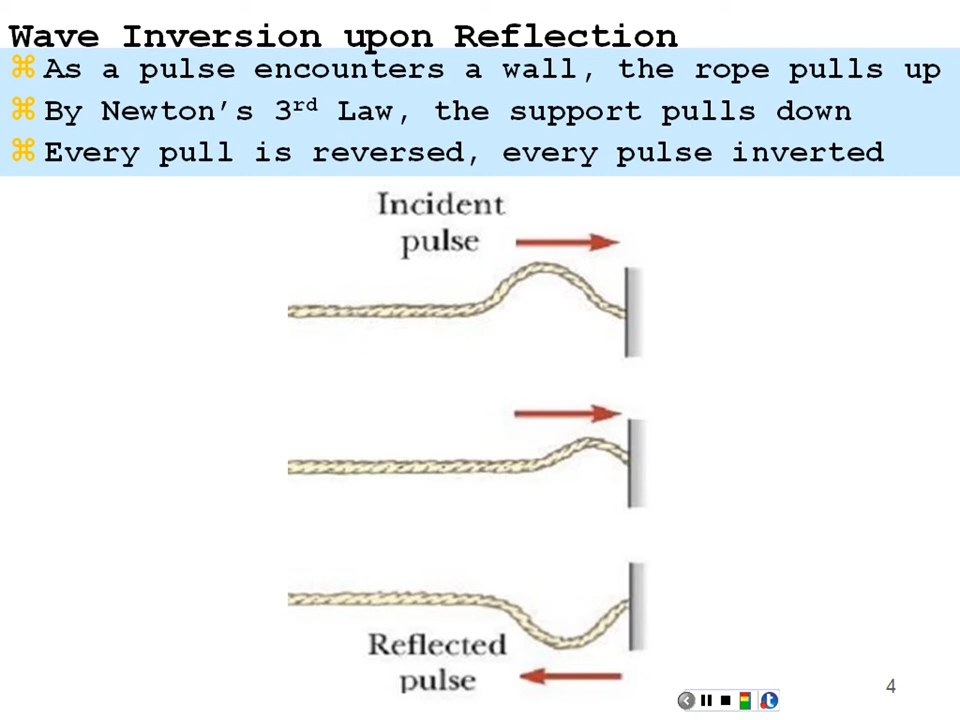 Wave Inversion upon Reflection
As a pulse encounters a wall, the rope pulls up
By Newton's 3rd Law, the support pulls down
Every pull is reversed, every pulse inverted
Incident
pulse
Reflected
pulse
4